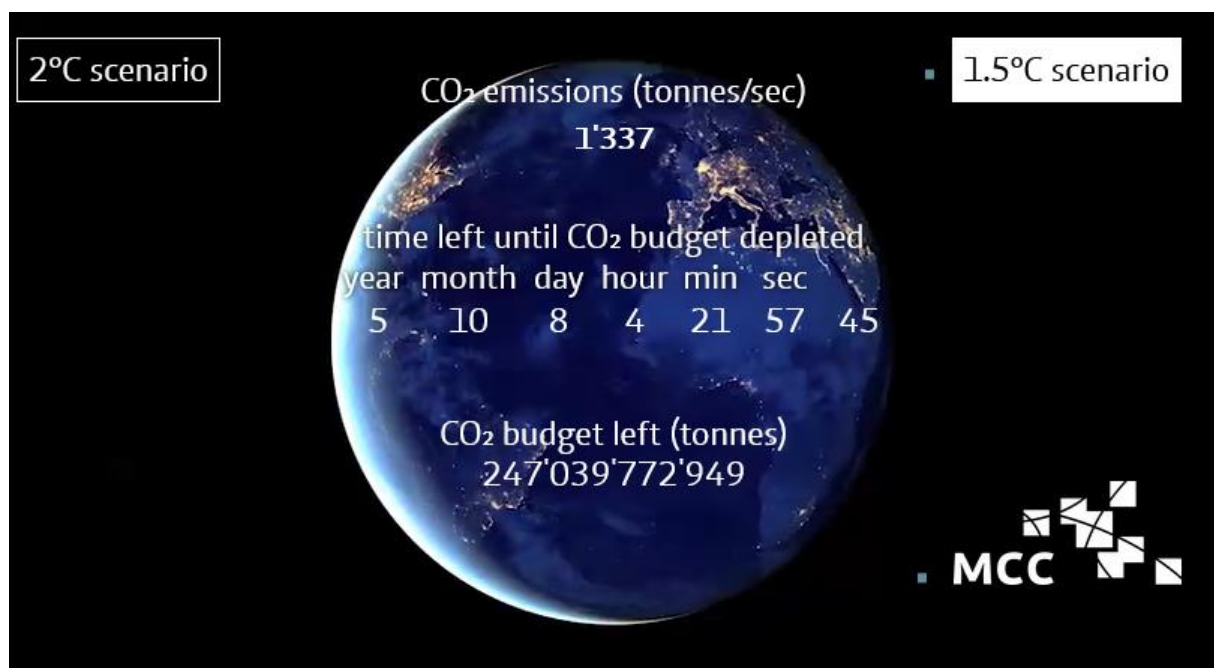 2°C scenario
1.5°C scenario
CO₂ emissions (tonnes/sec)
1'337
time left until CO₂ budget depleted
year month day hour min sec
5 10 8 4 21 57 45
CO₂ budget left (tonnes)
247'039'772'949
MCC